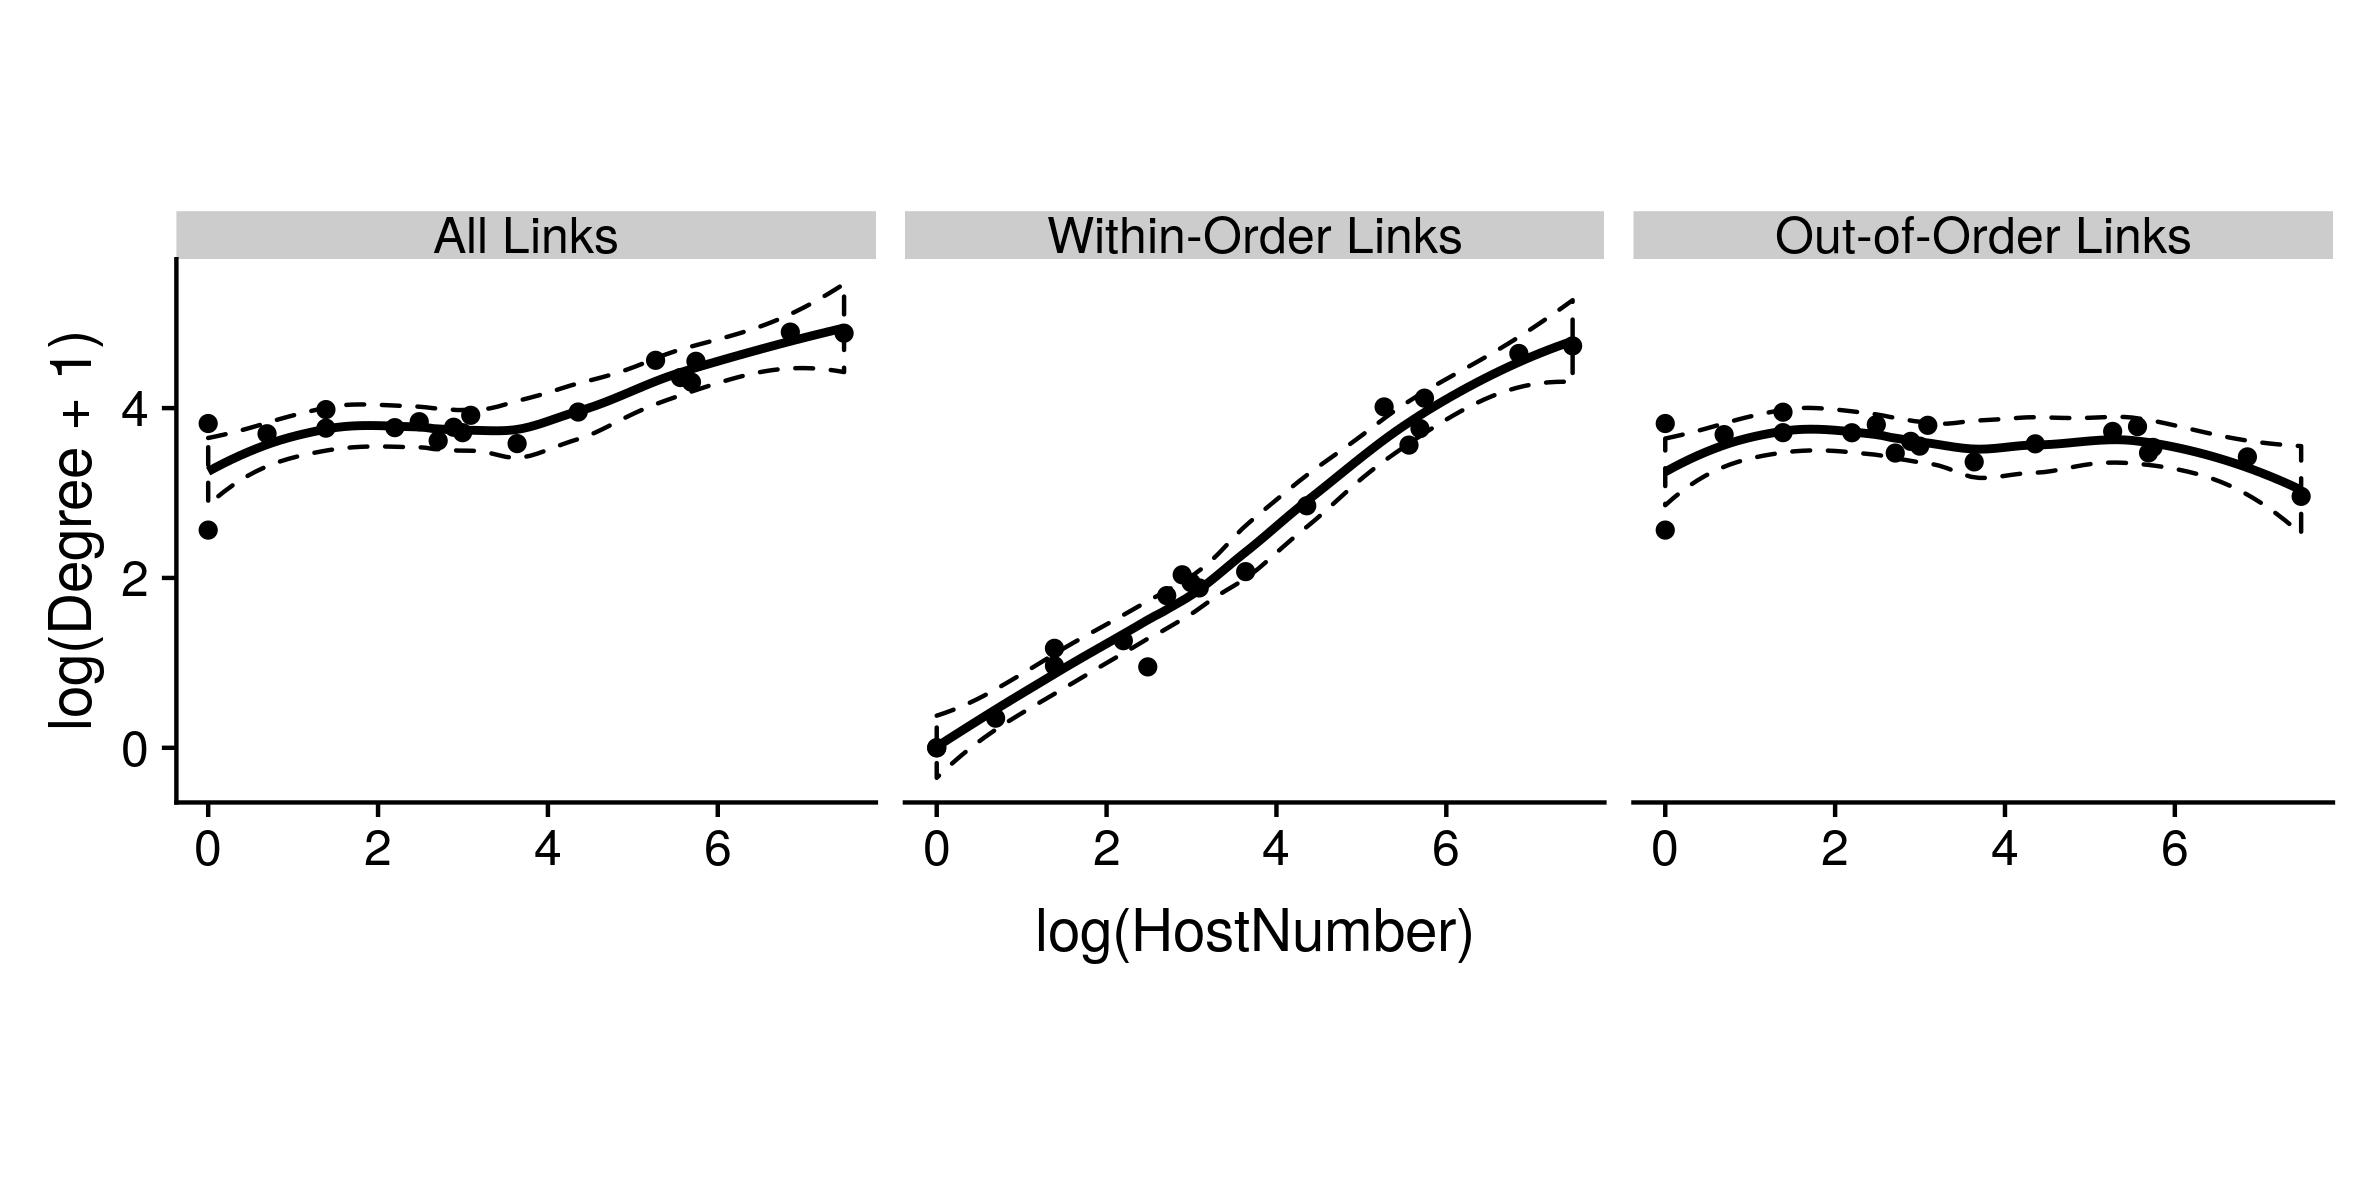 All Links
Within-Order Links
Out-of-Order Links
log(Degree + 1)
4
2
0
0 2 4 6
0 2 4 6
0 2 4 6
log(HostNumber)